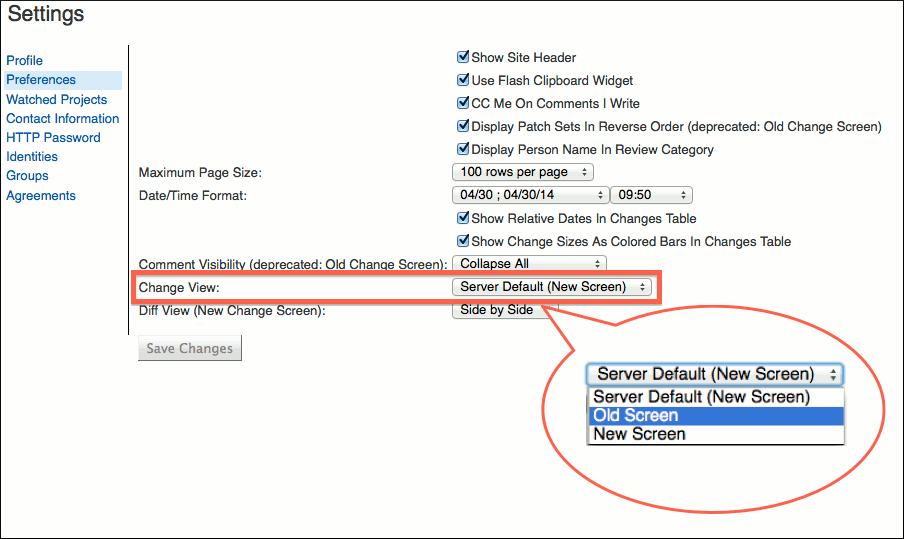 Settings
Profile
Preferences
Watched Projects
Contact Information
HTTP Password
Identities
Groups
Agreements
Show Site Header
Use Flash Clipboard Widget
CC Me On Comments I Write
Display Patch Sets In Reverse Order (deprecated: Old Change Screen)
Display Person Name In Review Category
Maximum Page Size: 100 rows per page
Date/Time Format: 04/30 ; 04/30/14 09:50
Show Relative Dates In Changes Table
Show Change Sizes As Colored Bars In Changes Table
Comment Visibility (deprecated: Old Change Screen): Collapse All
Change View: Server Default (New Screen)
Diff View (New Change Screen): Side by Side
Save Changes
Server Default (New Screen)
Server Default (New Screen)
Old Screen
New Screen